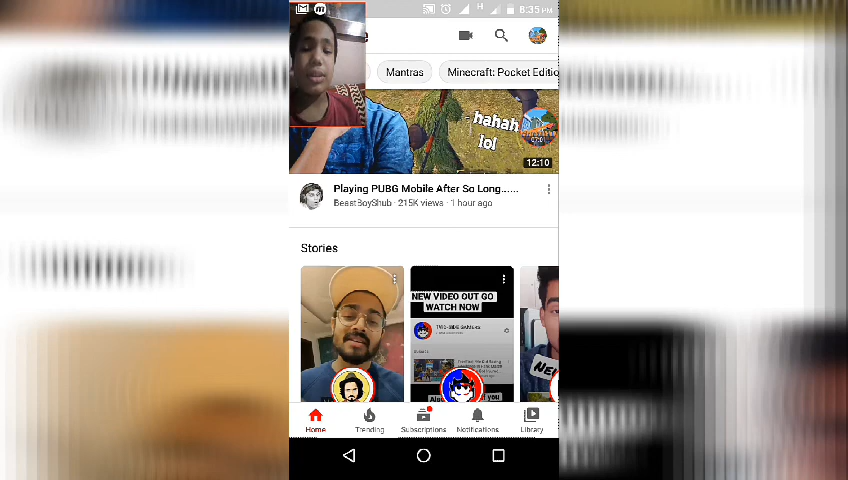 H
8:35 PM
e
Mantras
Minecraft: Pocket Editio
- hahah
lol
12:10
Playing PUBG Mobile After So Long......
BeastBoyShub · 215K views · 1 hour ago
Stories
NEW VIDEO OUT GO
WATCH NOW
Home
Trending
Subscriptions
Notifications
Library